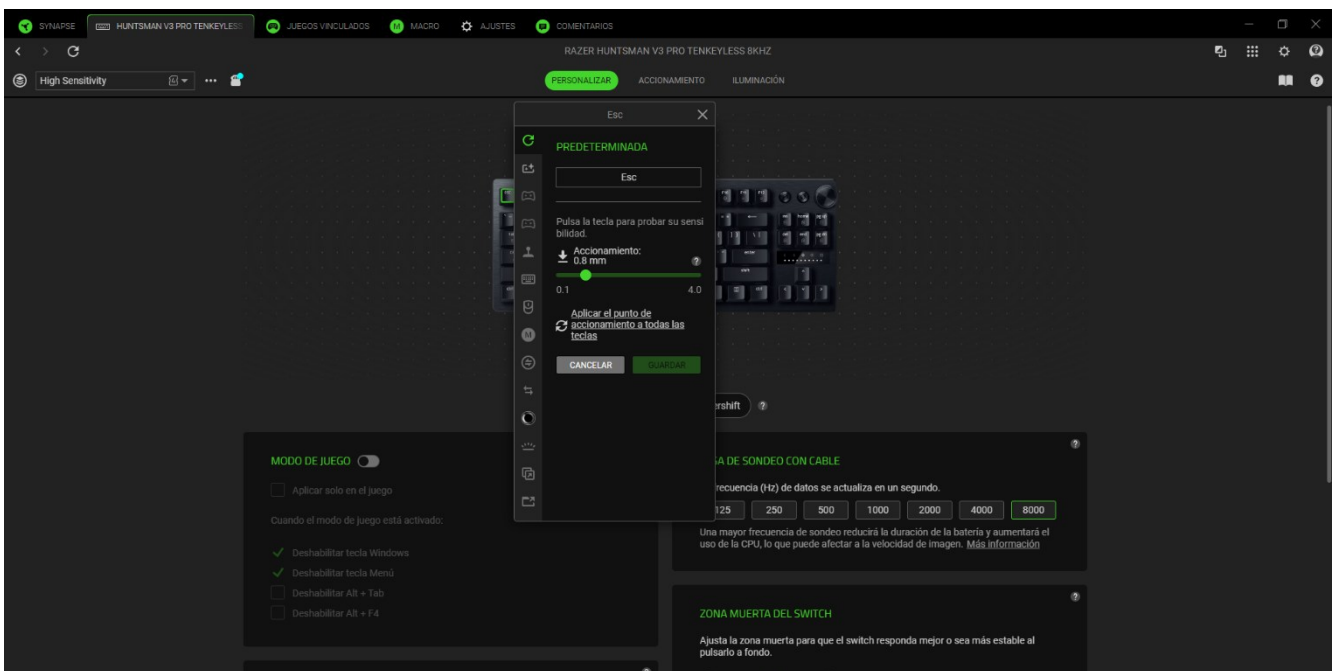 SYNAPSE
HUNTSMAN V3 PRO TENKEYLESS
JUEGOS VINCULADOS
MACRO
AJUSTES
COMENTARIOS
RAZER HUNTSMAN V3 PRO TENKEYLESS 8KHZ
High Sensitivity
PERSONALIZAR
ACCIONAMIENTO
ILUMINACIÓN
Esc
PREDETERMINADA
Esc
Pulsa la tecla para probar su sensi
bilidad.
Accionamiento:
0.8 mm
0.1
4.0
Aplicar el punto de
accionamiento a todas las
teclas
CANCELAR
GUARDAR
ershift
MODO DE JUEGO
Aplicar solo en el juego
Cuando el modo de juego está activado:
Deshabilitar tecla Windows
Deshabilitar tecla Menú
Deshabilitar Alt + Tab
Deshabilitar Alt + F4
A DE SONDEO CON CABLE
recuencia (Hz) de datos se actualiza en un segundo.
125
250
500
1000
2000
4000
8000
Una mayor frecuencia de sondeo reducirá la duración de la batería y aumentará el
uso de la CPU, lo que puede afectar a la velocidad de imagen. Más información
ZONA MUERTA DEL SWITCH
Ajusta la zona muerta para que el switch responda mejor o sea más estable al
pulsarlo a fondo.